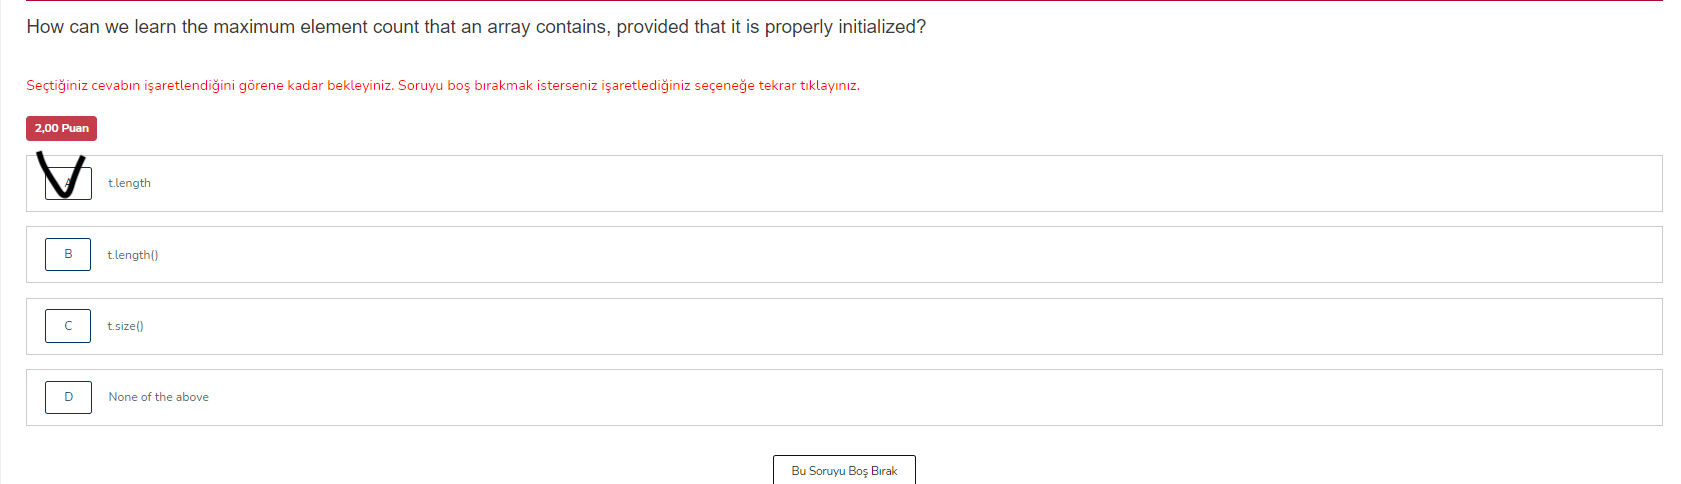 How can we learn the maximum element count that an array contains, provided that it is properly initialized?
Seçtiğiniz cevabın işaretlendiğini görene kadar bekleyiniz. Soruyu boş bırakmak isterseniz işaretlediğiniz seçeneğe tekrar tıklayınız.
2,00 Puan
A t.length
B t.length()
C t.size()
D None of the above
Bu Soruyu Boş Bırak